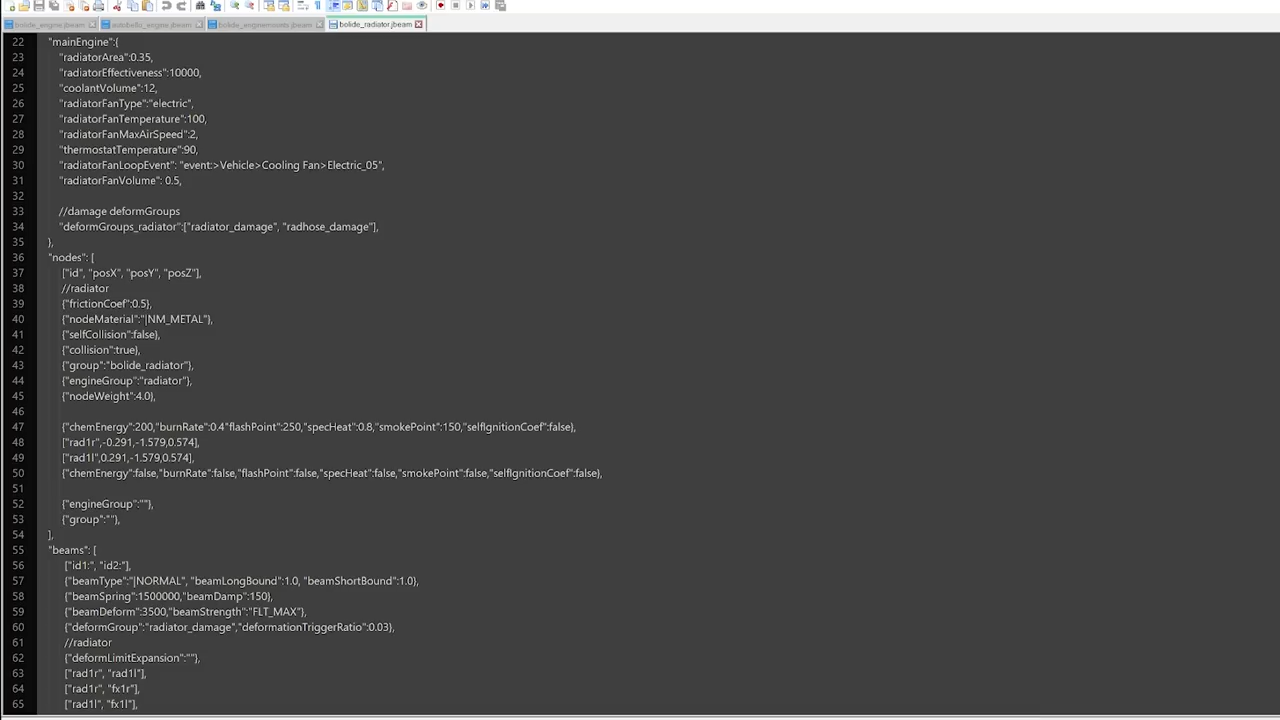 bolide_engine.jbeam autobello_engine.jbeam bolide_enginemounts.jbeam bolide_radiator.jbeam
22 "mainEngine":{
23 "radiatorArea":0.35,
24 "radiatorEffectiveness":10000,
25 "coolantVolume":12,
26 "radiatorFanType":"electric",
27 "radiatorFanTemperature":100,
28 "radiatorFanMaxAirSpeed":2,
29 "thermostatTemperature":90,
30 "radiatorFanLoopEvent": "event:>Vehicle>Cooling Fan>Electric_05",
31 "radiatorFanVolume": 0.5,
32
33 //damage deformGroups
34 "deformGroups_radiator":["radiator_damage", "radhose_damage"],
35 },
36 "nodes": [
37 ["id", "posX", "posY", "posZ"],
38 //radiator
39 {"frictionCoef":0.5},
40 {"nodeMaterial":"|NM_METAL"},
41 {"selfCollision":false},
42 {"collision":true},
43 {"group":"bolide_radiator"},
44 {"engineGroup":"radiator"},
45 {"nodeWeight":4.0},
46
47 {"chemEnergy":200,"burnRate":0.4"flashPoint":250,"specHeat":0.8,"smokePoint":150,"selfIgnitionCoef":false},
48 ["rad1r",-0.291,-1.579,0.574],
49 ["rad1l",0.291,-1.579,0.574],
50 {"chemEnergy":false,"burnRate":false,"flashPoint":false,"specHeat":false,"smokePoint":false,"selfIgnitionCoef":false},
51
52 {"engineGroup":""},
53 {"group":""},
54 ],
55 "beams": [
56 ["id1:", "id2:"],
57 {"beamType":"|NORMAL", "beamLongBound":1.0, "beamShortBound":1.0},
58 {"beamSpring":1500000,"beamDamp":150},
59 {"beamDeform":3500,"beamStrength":"FLT_MAX"},
60 {"deformGroup":"radiator_damage","deformationTriggerRatio":0.03},
61 //radiator
62 {"deformLimitExpansion":""},
63 ["rad1r", "rad1l"],
64 ["rad1r", "fx1r"],
65 ["rad1l", "fx1l"],